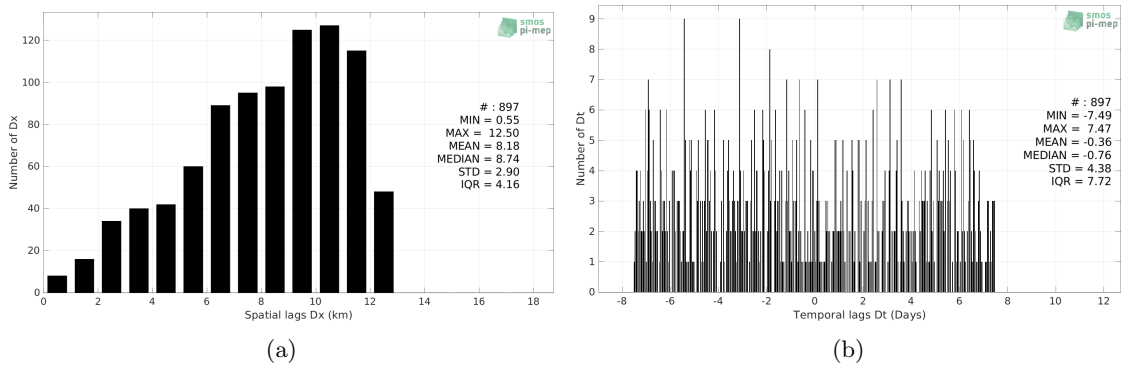 smos
pi-mep
120
100
80
60
40
20
0
Number of Dx
# : 897
MIN = 0.55
MAX = 12.50
MEAN = 8.18
MEDIAN = 8.74
STD = 2.90
IQR = 4.16
0 2 4 6 8 10 12 14 16 18
Spatial lags Dx (km)
(a)
smos
pi-mep
9
8
7
6
5
4
3
2
1
0
Number of Dt
# : 897
MIN = -7.49
MAX = 7.47
MEAN = -0.36
MEDIAN = -0.76
STD = 4.38
IQR = 7.72
-8 -6 -4 -2 0 2 4 6 8 10 12
Temporal lags Dt (Days)
(b)